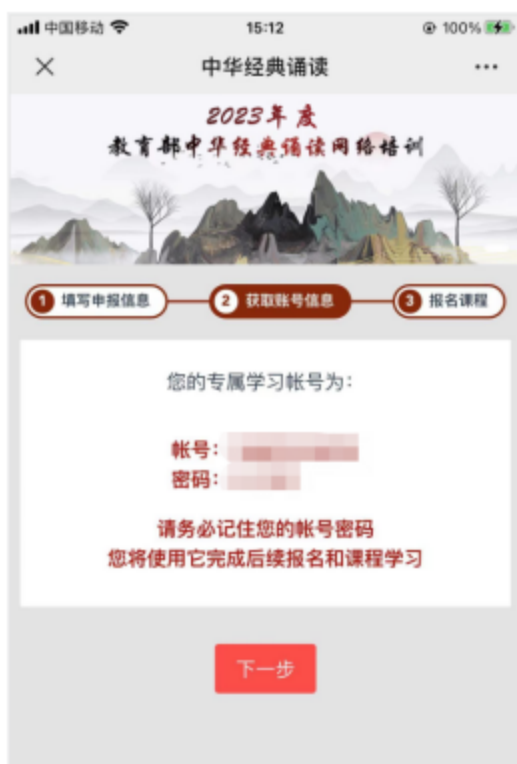 中国移动
15:12
100%
中华经典诵读
2023年度
教育部中华经典诵读网络培训
1 填写申报信息
2 获取账号信息
3 报名课程
您的专属学习帐号为：
帐号：
密码：
请务必记住您的帐号密码
您将使用它完成后续报名和课程学习
下一步